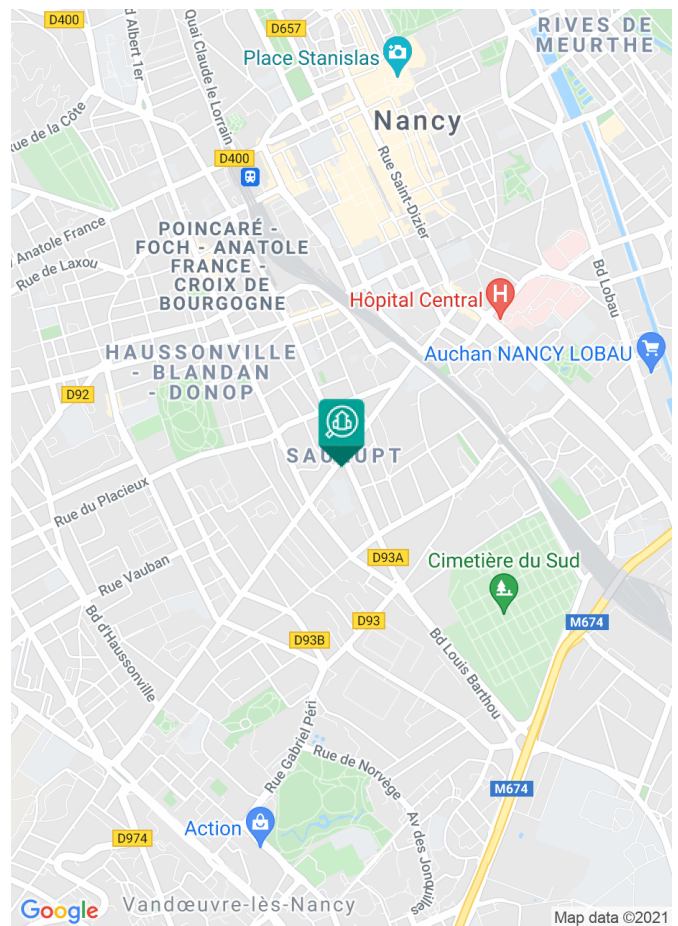 D400
D657
RIVES DE
MEURTHE
d Albert 1er
Quai Claude le Lorrain
Place Stanislas
Nancy
ue de la Côte
D400
Rue Saint-Dizier
Anatole France
Rue de Laxou
POINCARÉ -
FOCH - ANATOLE
FRANCE -
CROIX DE
BOURGOGNE
Bd Lobau
H
Hôpital Central
Auchan NANCY LOBAU
HAUSSONVILLE
- BLANDAN
- DONOP
D92
Rue du Placieux
D93A
Cimetière du Sud
Rue Vauban
Bd d'Haussonville
D93
M674
D93B
Bd Louis Barthou
Rue Gabriel Péri
Rue de Norvège
M674
Action
D974
Av des Jonquilles
Vandœuvre-lès-Nancy
Google
Map data ©2021